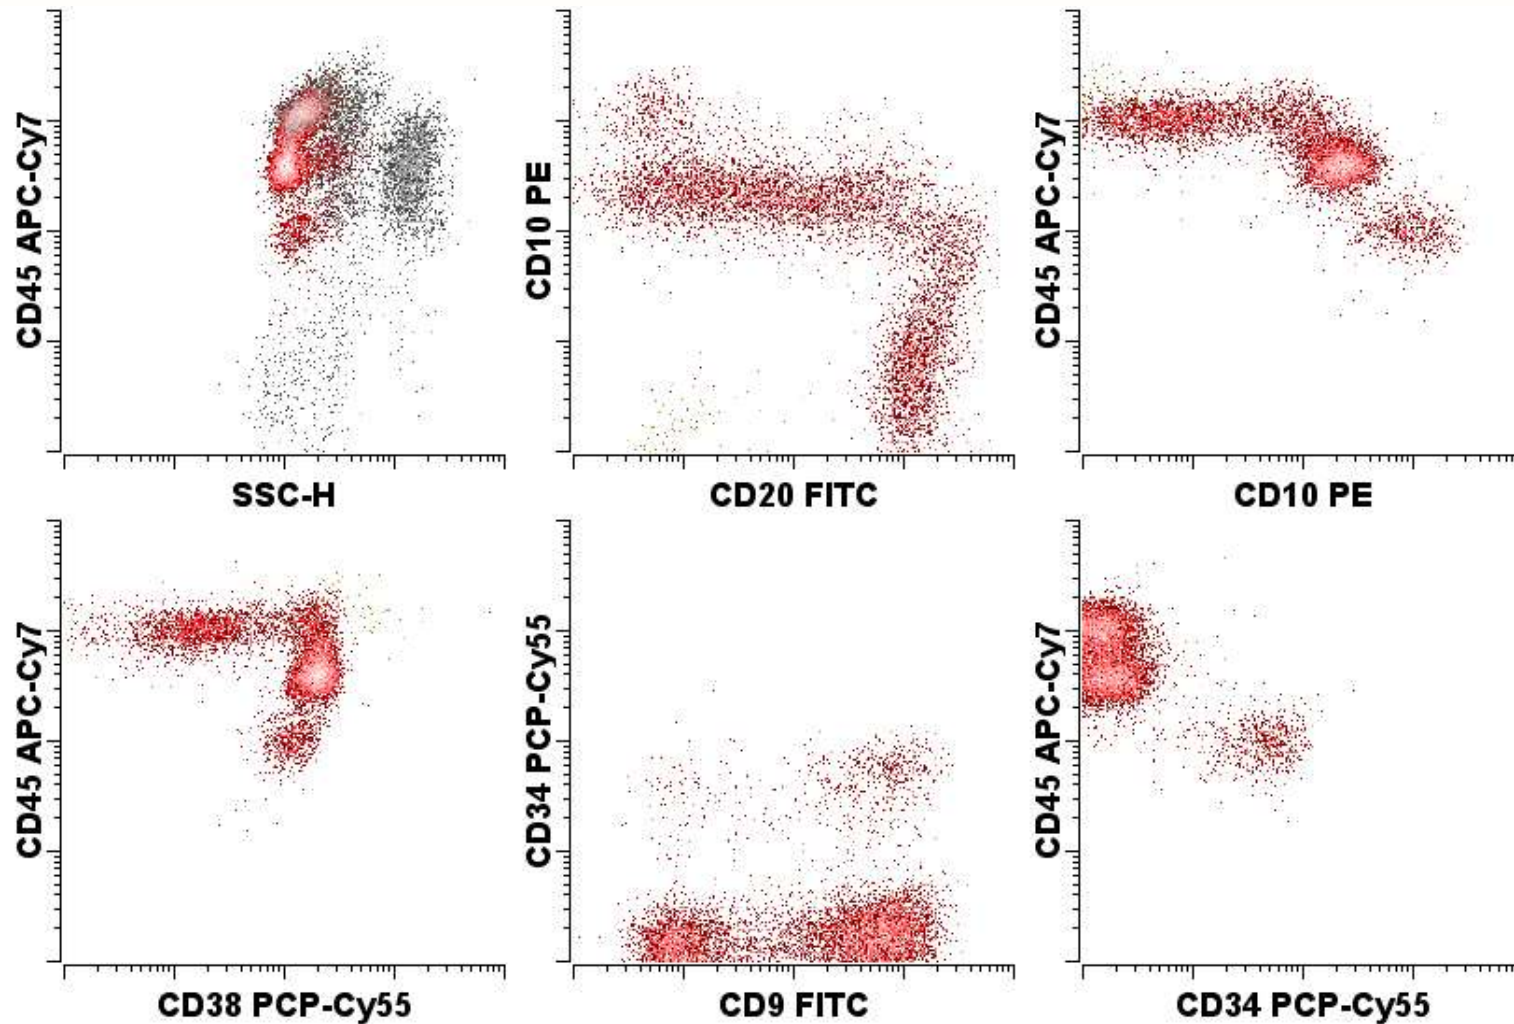 CD45 APC-Cy7
SSC-H
CD10 PE
CD20 FITC
CD45 APC-Cy7
CD10 PE
CD45 APC-Cy7
CD38 PCP-Cy55
CD34 PCP-Cy55
CD9 FITC
CD45 APC-Cy7
CD34 PCP-Cy55